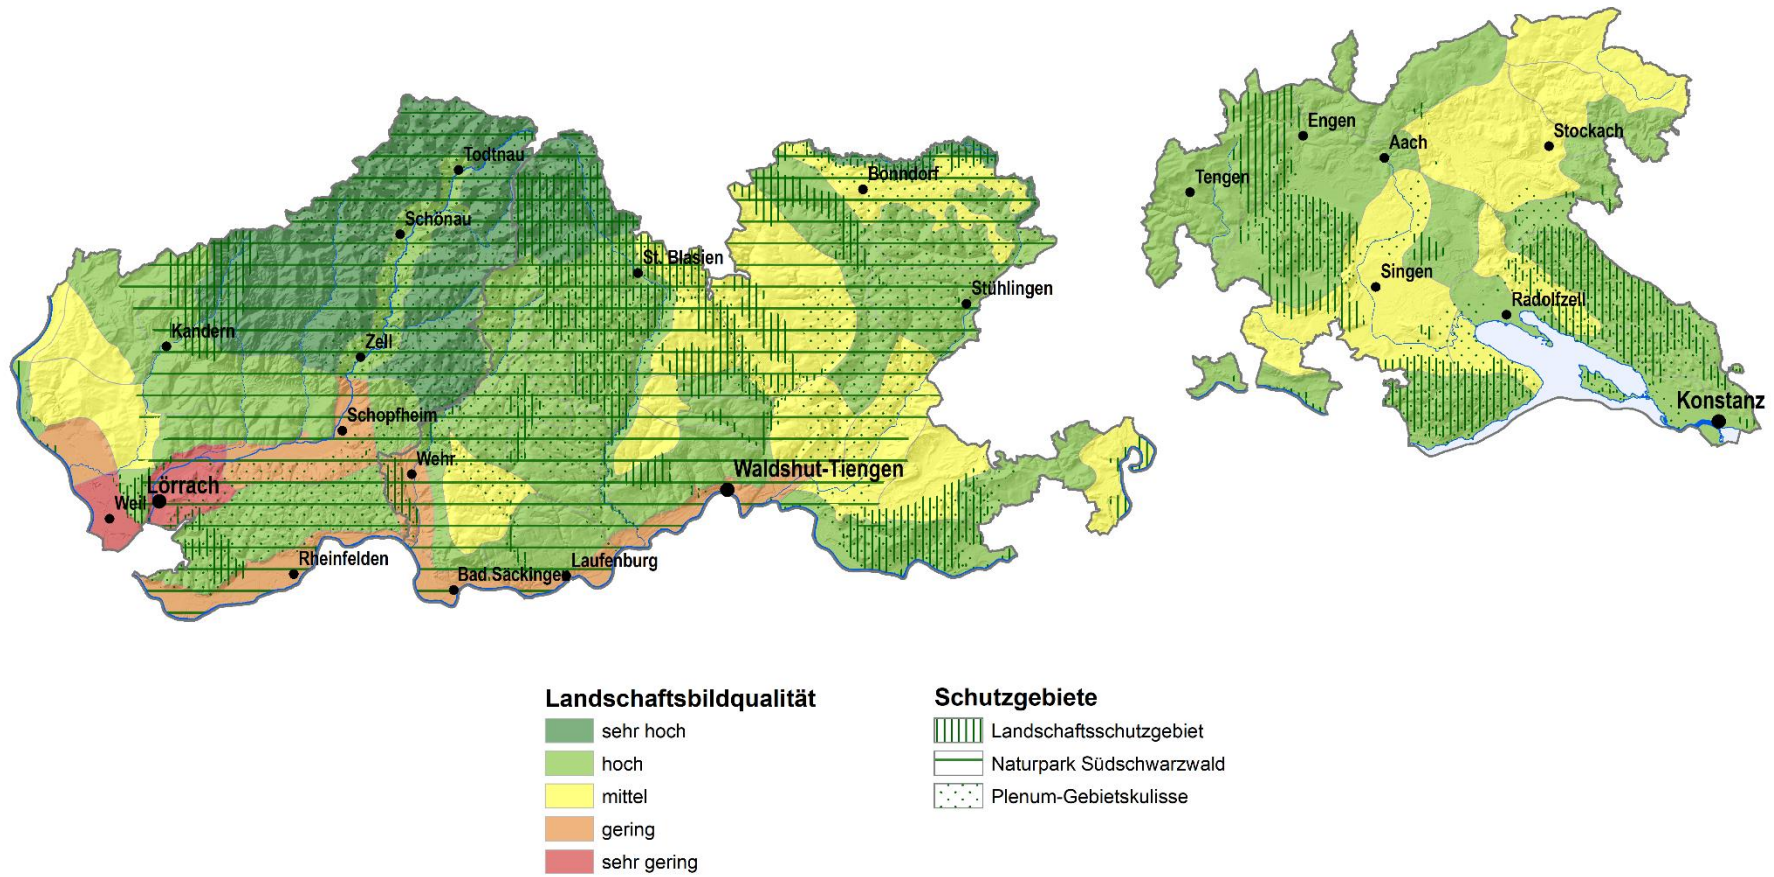 Engen
Aach
Stockach
Tengen
Todtnau
Bonndorf
Schönau
St. Blasien
Singen
Stühlingen
Radolfzell
Kandern
Zell
Konstanz
Schopfheim
Wehr
Waldshut-Tiengen
Lörrach
Weil
Rheinfelden
Laufenburg
Bad Säckingen
Landschaftsbildqualität
sehr hoch
hoch
mittel
gering
sehr gering
Schutzgebiete
Landschaftsschutzgebiet
Naturpark Südschwarzwald
Plenum-Gebietskulisse